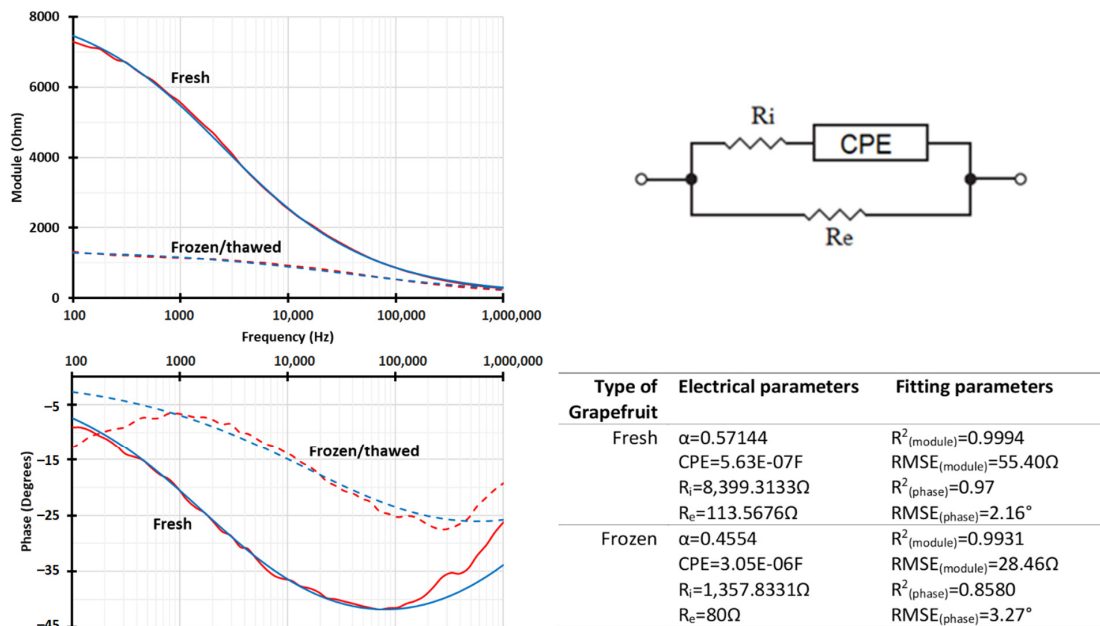 8000
6000
4000
2000
0
Module (Ohm)
Fresh
Frozen/thawed
100 1000 10,000 100,000 1,000,000
Frequency (Hz)
Ri
CPE
Re
100 1000 10,000 100,000 1,000,000
−5
−15
−25
−35
−45
Phase (Degrees)
Frozen/thawed
Fresh
Type of Electrical parameters Fitting parameters
Grapefruit
Fresh α=0.57144 R²(module)=0.9994
CPE=5.63E-07F RMSE(module)=55.40Ω
Ri=8,399.3133Ω R²(phase)=0.97
Re=113.5676Ω RMSE(phase)=2.16°
Frozen α=0.4554 R²(module)=0.9931
CPE=3.05E-06F RMSE(module)=28.46Ω
Ri=1,357.8331Ω R²(phase)=0.8580
Re=80Ω RMSE(phase)=3.27°